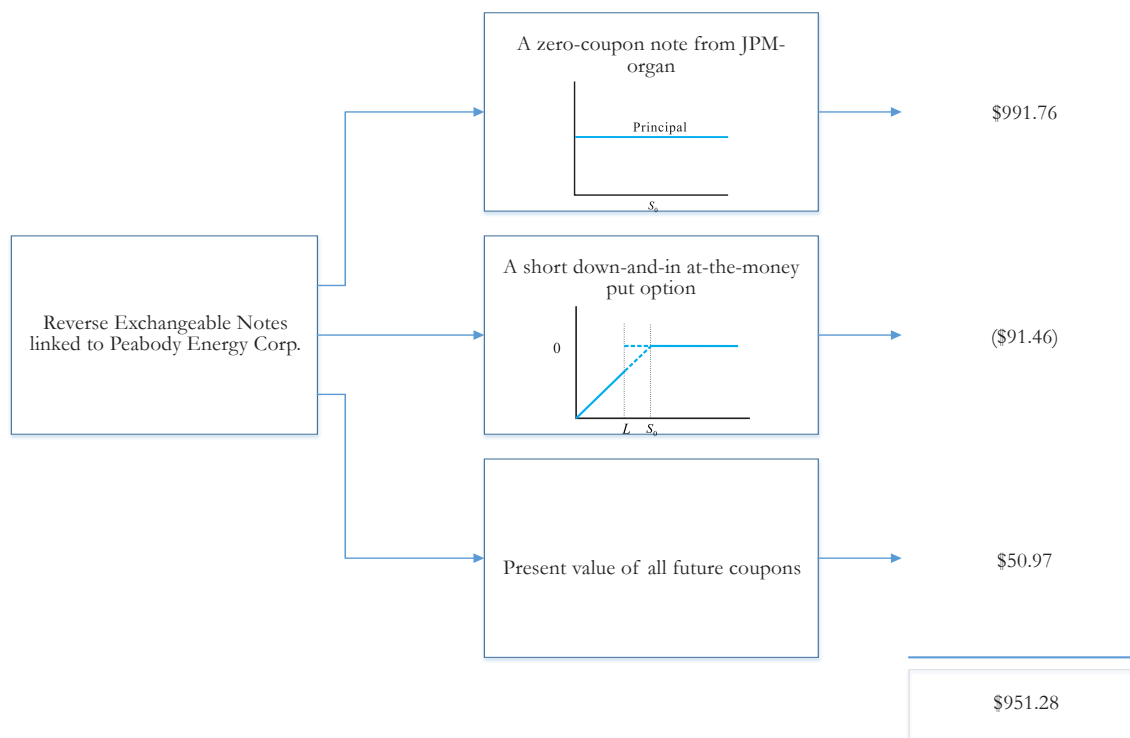 A zero-coupon note from JPM-
organ
Principal
S₀
$991.76
Reverse Exchangeable Notes
linked to Peabody Energy Corp.
A short down-and-in at-the-money
put option
0
L S₀
($91.46)
Present value of all future coupons
$50.97
$951.28